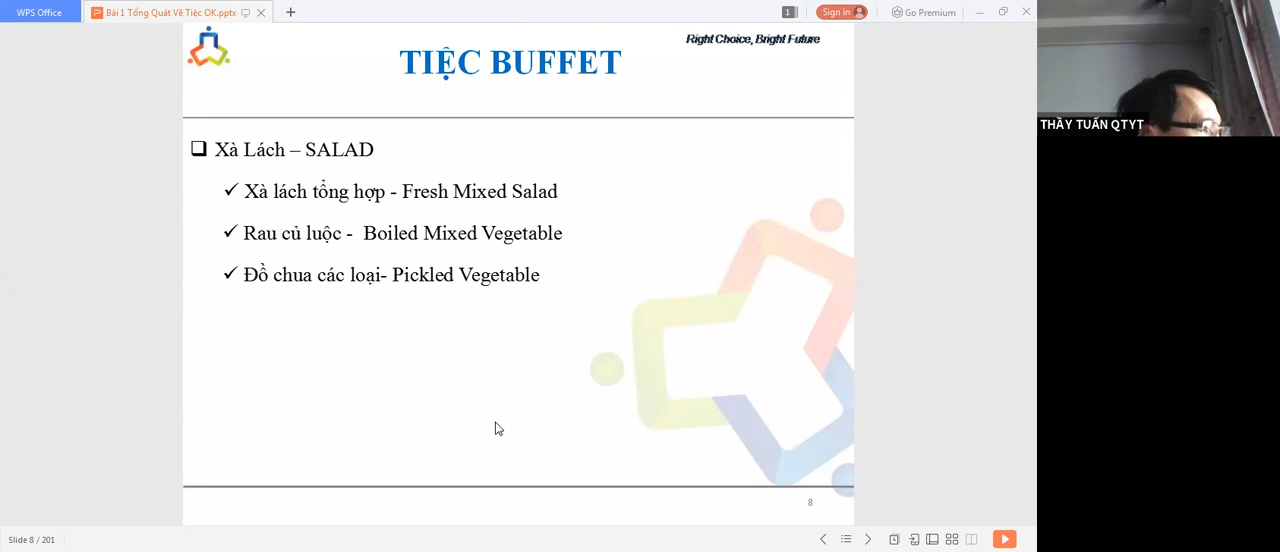 WPS Office
Bài 1 Tổng Quát Về Tiệc OK.pptx
1
Sign in
Go Premium
Right Choice, Bright Future
TIỆC BUFFET
THẦY TUẤN QTYT
Xà Lách – SALAD
Xà lách tổng hợp - Fresh Mixed Salad
Rau củ luộc - Boiled Mixed Vegetable
Đồ chua các loại- Pickled Vegetable
8
Slide 8 / 201